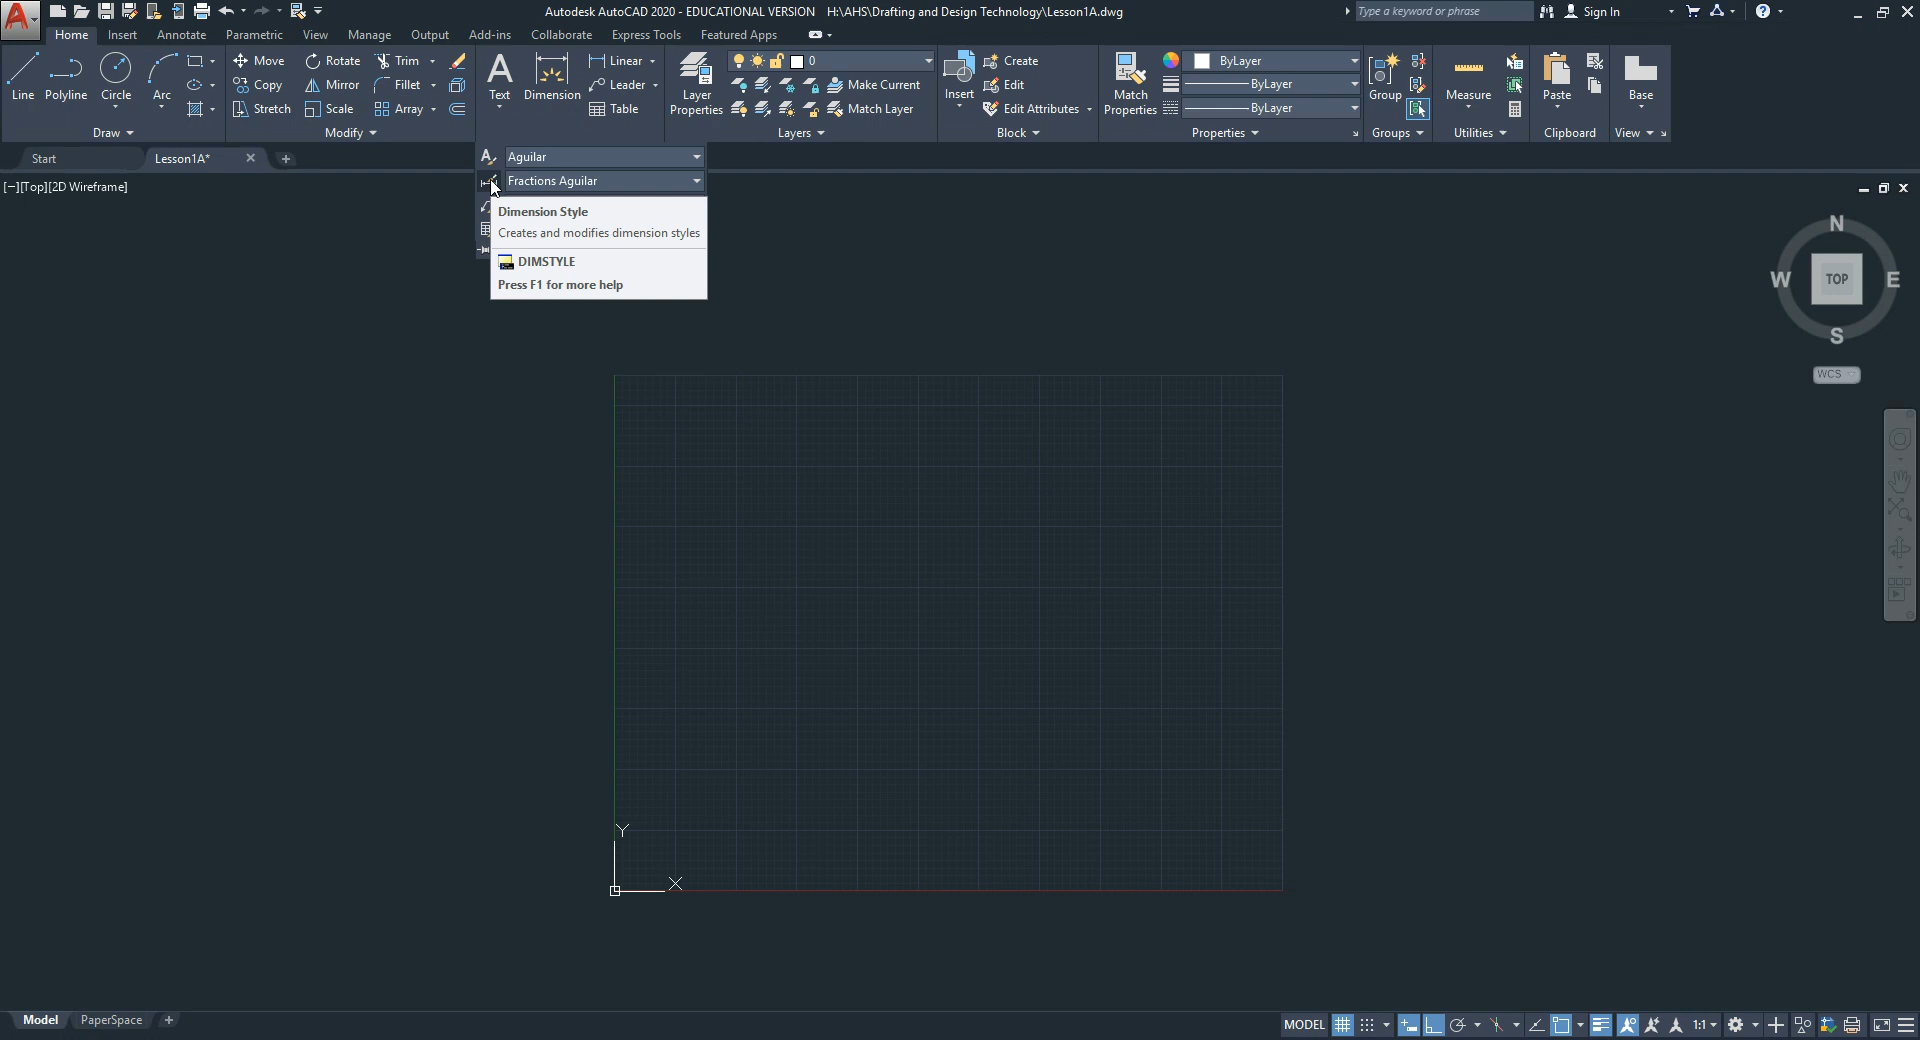 Autodesk AutoCAD 2020 - EDUCATIONAL VERSION H:\AHS\Drafting and Design Technology\Lesson1A.dwg
Type a keyword or phrase
Sign In
Home Insert Annotate Parametric View Manage Output Add-ins Collaborate Express Tools Featured Apps
Line
Polyline
Circle
Arc
Draw
Move Rotate Trim
Copy Mirror Fillet
Stretch Scale Array
Modify
Text
Dimension
Linear
Leader
Table
Layer
Properties
0
Make Current
Match Layer
Layers
Insert
Create
Edit
Edit Attributes
Block
Match
Properties
ByLayer
ByLayer
ByLayer
Properties
Group
Groups
Measure
Utilities
Paste
Clipboard
Base
View
Start
Lesson1A*
Aguilar
Fractions Aguilar
[−][Top][2D Wireframe]
Dimension Style
Creates and modifies dimension styles
DIMSTYLE
Press F1 for more help
N
W
TOP
E
S
WCS
Y
X
Model
PaperSpace
MODEL
1:1